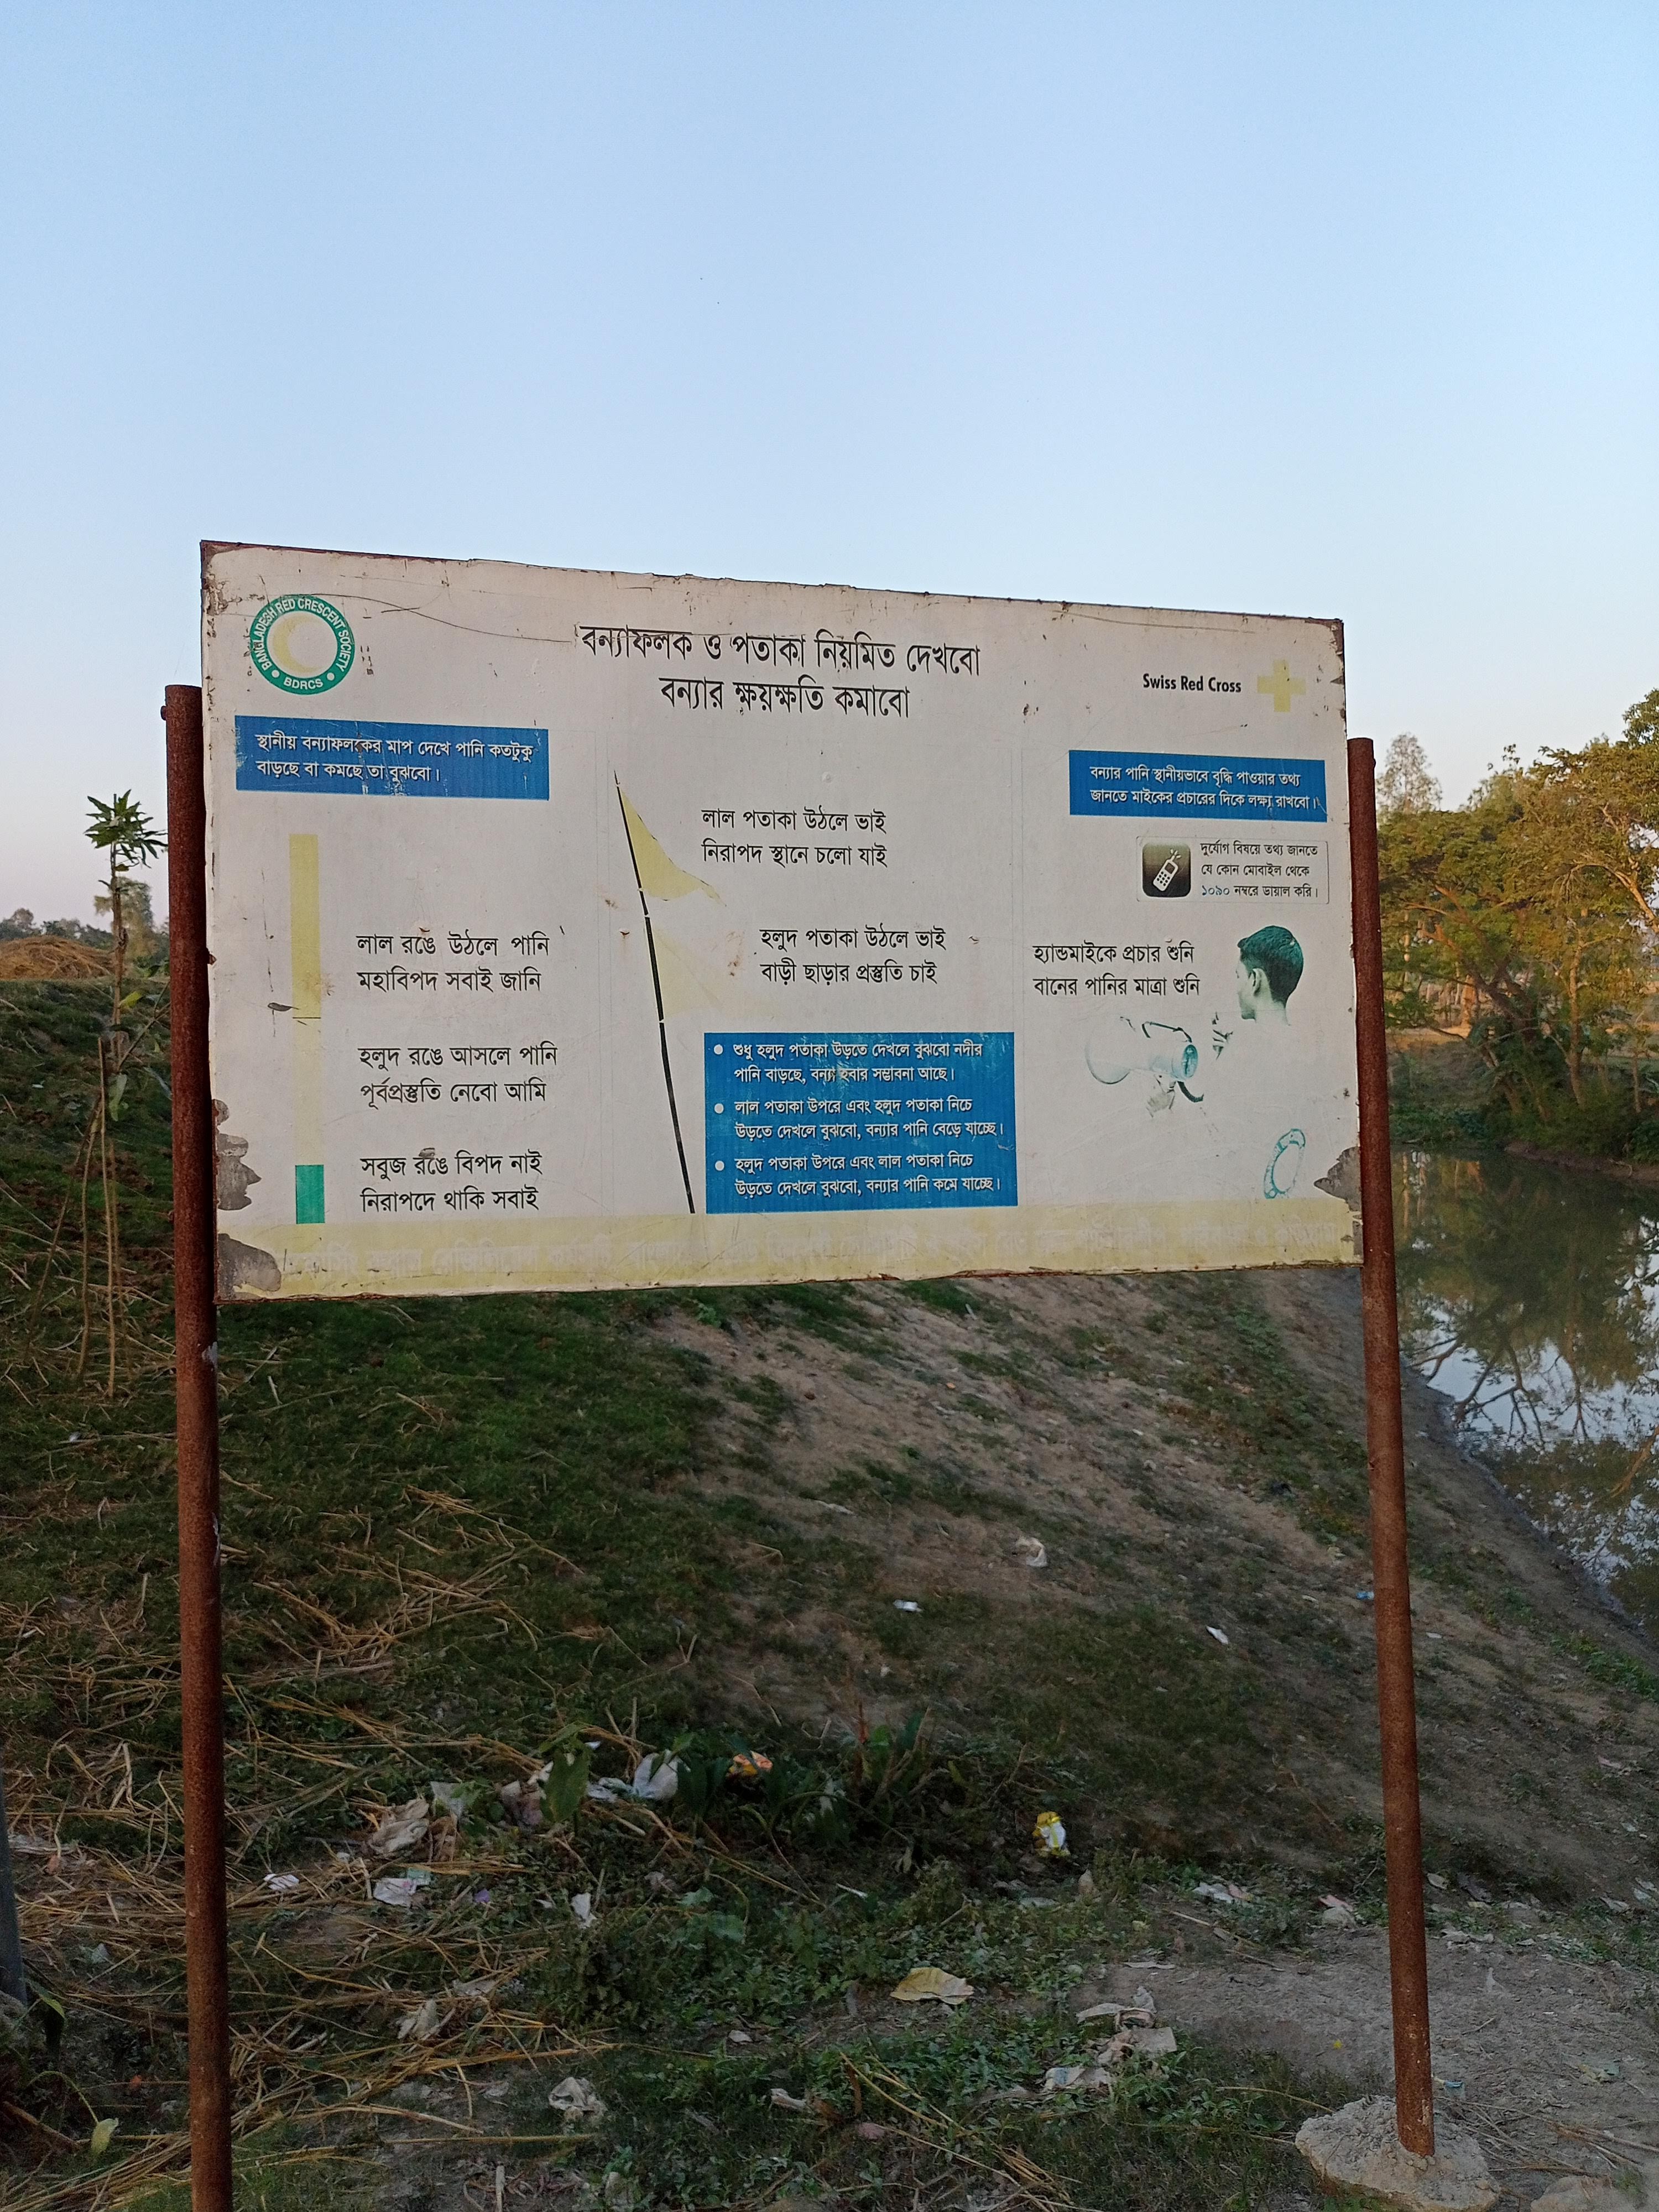 BANGLADESH RED CRESCENT SOCIETY
BDRCS
বন্যাফলক ও পতাকা নিয়মিত দেখবো
বন্যার ক্ষয়ক্ষতি কমাবো
Swiss Red Cross
স্থানীয় বন্যাফলকের মাপ দেখে পানি কতটুকু
বাড়ছে বা কমছে তা বুঝবো।
লাল রঙে উঠলে পানি
মহাবিপদ সবাই জানি
হলুদ রঙে আসলে পানি
পূর্বপ্রস্তুতি নেবো আমি
সবুজ রঙে বিপদ নাই
নিরাপদে থাকি সবাই
লাল পতাকা উঠলে ভাই
নিরাপদ স্থানে চলো যাই
হলুদ পতাকা উঠলে ভাই
বাড়ী ছাড়ার প্রস্তুতি চাই
• শুধু হলুদ পতাকা উড়তে দেখলে বুঝবো নদীর
পানি বাড়ছে, বন্যা হবার সম্ভাবনা আছে।
• লাল পতাকা উপরে এবং হলুদ পতাকা নিচে
উড়তে দেখলে বুঝবো, বন্যার পানি বেড়ে যাচ্ছে।
• হলুদ পতাকা উপরে এবং লাল পতাকা নিচে
উড়তে দেখলে বুঝবো, বন্যার পানি কমে যাচ্ছে।
বন্যার পানি স্থানীয়ভাবে বৃদ্ধি পাওয়ার তথ্য
জানতে মাইকের প্রচারের দিকে লক্ষ্য রাখবো।
দুর্যোগ বিষয়ে তথ্য জানতে
যে কোন মোবাইল থেকে
১০৯০ নম্বরে ডায়াল করি।
হ্যান্ডমাইকে প্রচার শুনি
বানের পানির মাত্রা শুনি